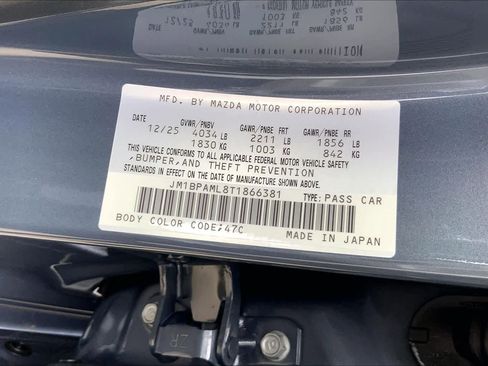 MFD. BY MAZDA MOTOR CORPORATION
DATE GVWR/PNBV GAWR/PNBE FRT GAWR/PNBE RR
12/25 4034 LB 2211 LB 1856 LB
1830 KG 1003 KG 842 KG
THIS VEHICLE CONFORMS TO ALL APPLICABLE FEDERAL MOTOR VEHICLE SAFETY,
BUMPER, AND THEFT PREVENTION
STANDARDS IN EFFECT ON THE DATE OF MANUFACTURE SHOWN ABOVE.
JM1BPAML8T1866381 TYPE: PASS CAR
BODY COLOR CODE: 47C MADE IN JAPAN
ZR